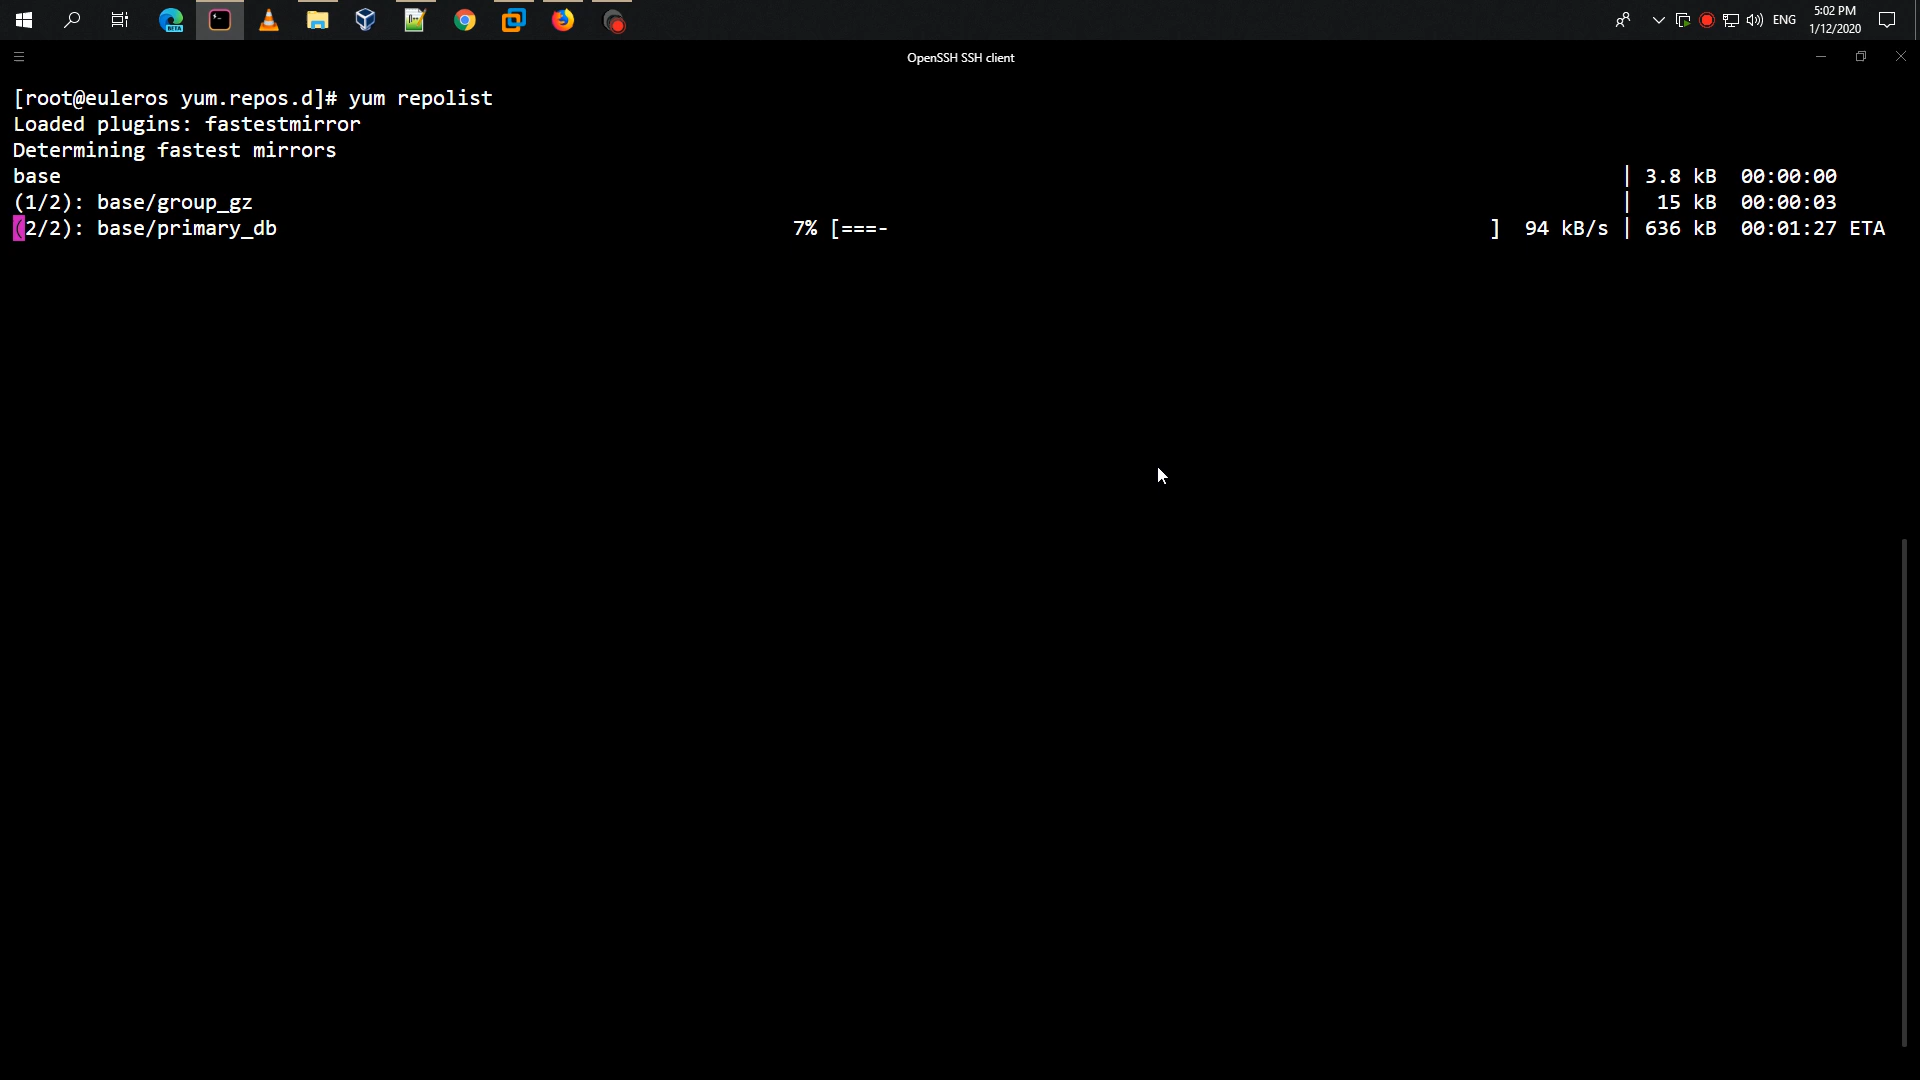 5:02 PM
ENG
1/12/2020
OpenSSH SSH client
[root@euleros yum.repos.d]# yum repolist
Loaded plugins: fastestmirror
Determining fastest mirrors
base | 3.8 kB 00:00:00
(1/2): base/group_gz | 15 kB 00:00:03
(2/2): base/primary_db 7% [===- ] 94 kB/s | 636 kB 00:01:27 ETA